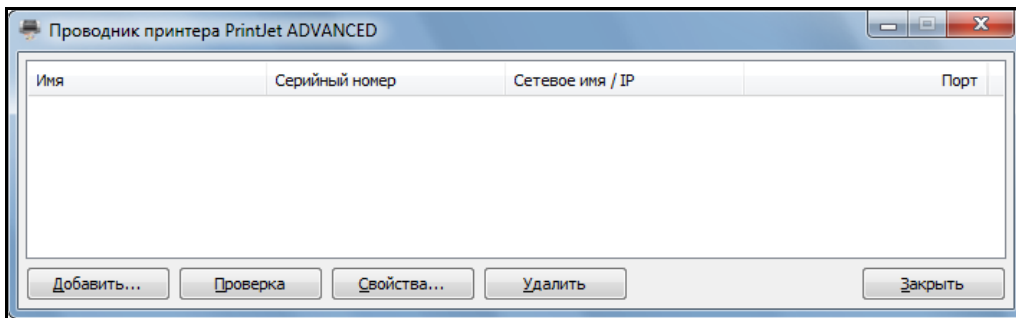 Проводник принтера PrintJet ADVANCED
Имя Серийный номер Сетевое имя / IP Порт
Добавить... Проверка Свойства... Удалить Закрыть